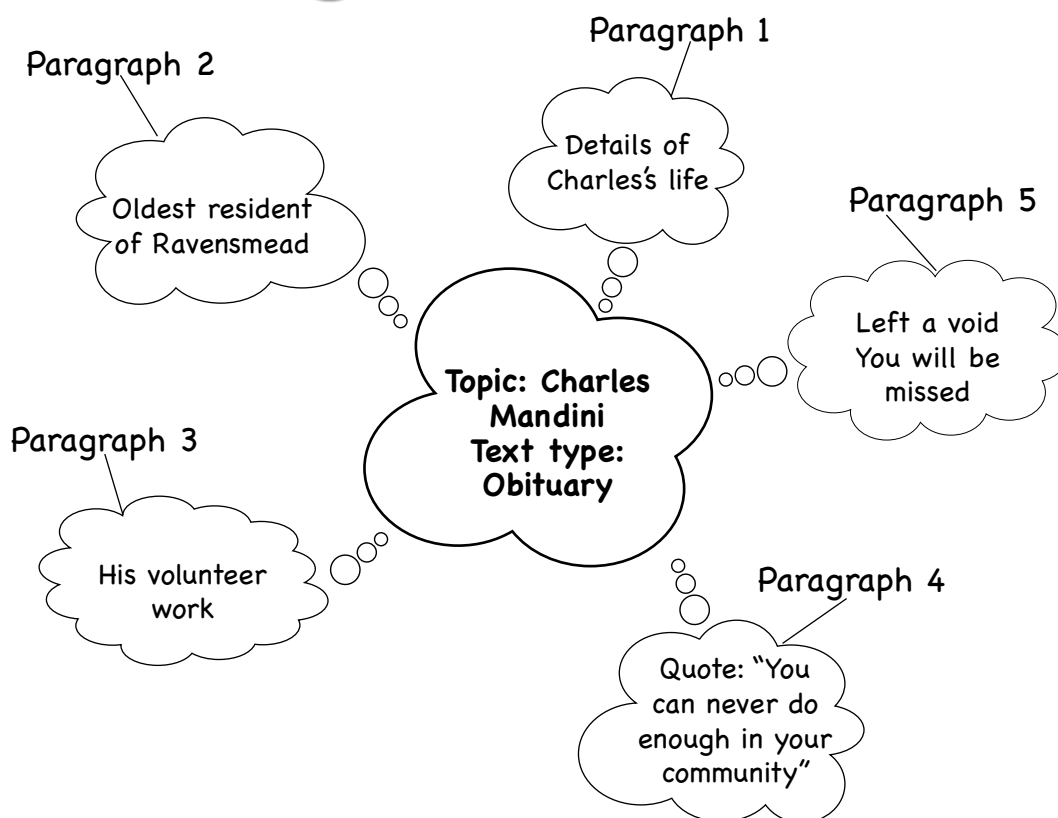 Paragraph 1
Details of
Charles's life
Paragraph 2
Oldest resident
of Ravensmead
Paragraph 5
Left a void
You will be
missed
Topic: Charles
Mandini
Text type:
Obituary
Paragraph 3
His volunteer
work
Paragraph 4
Quote: “You
can never do
enough in your
community”